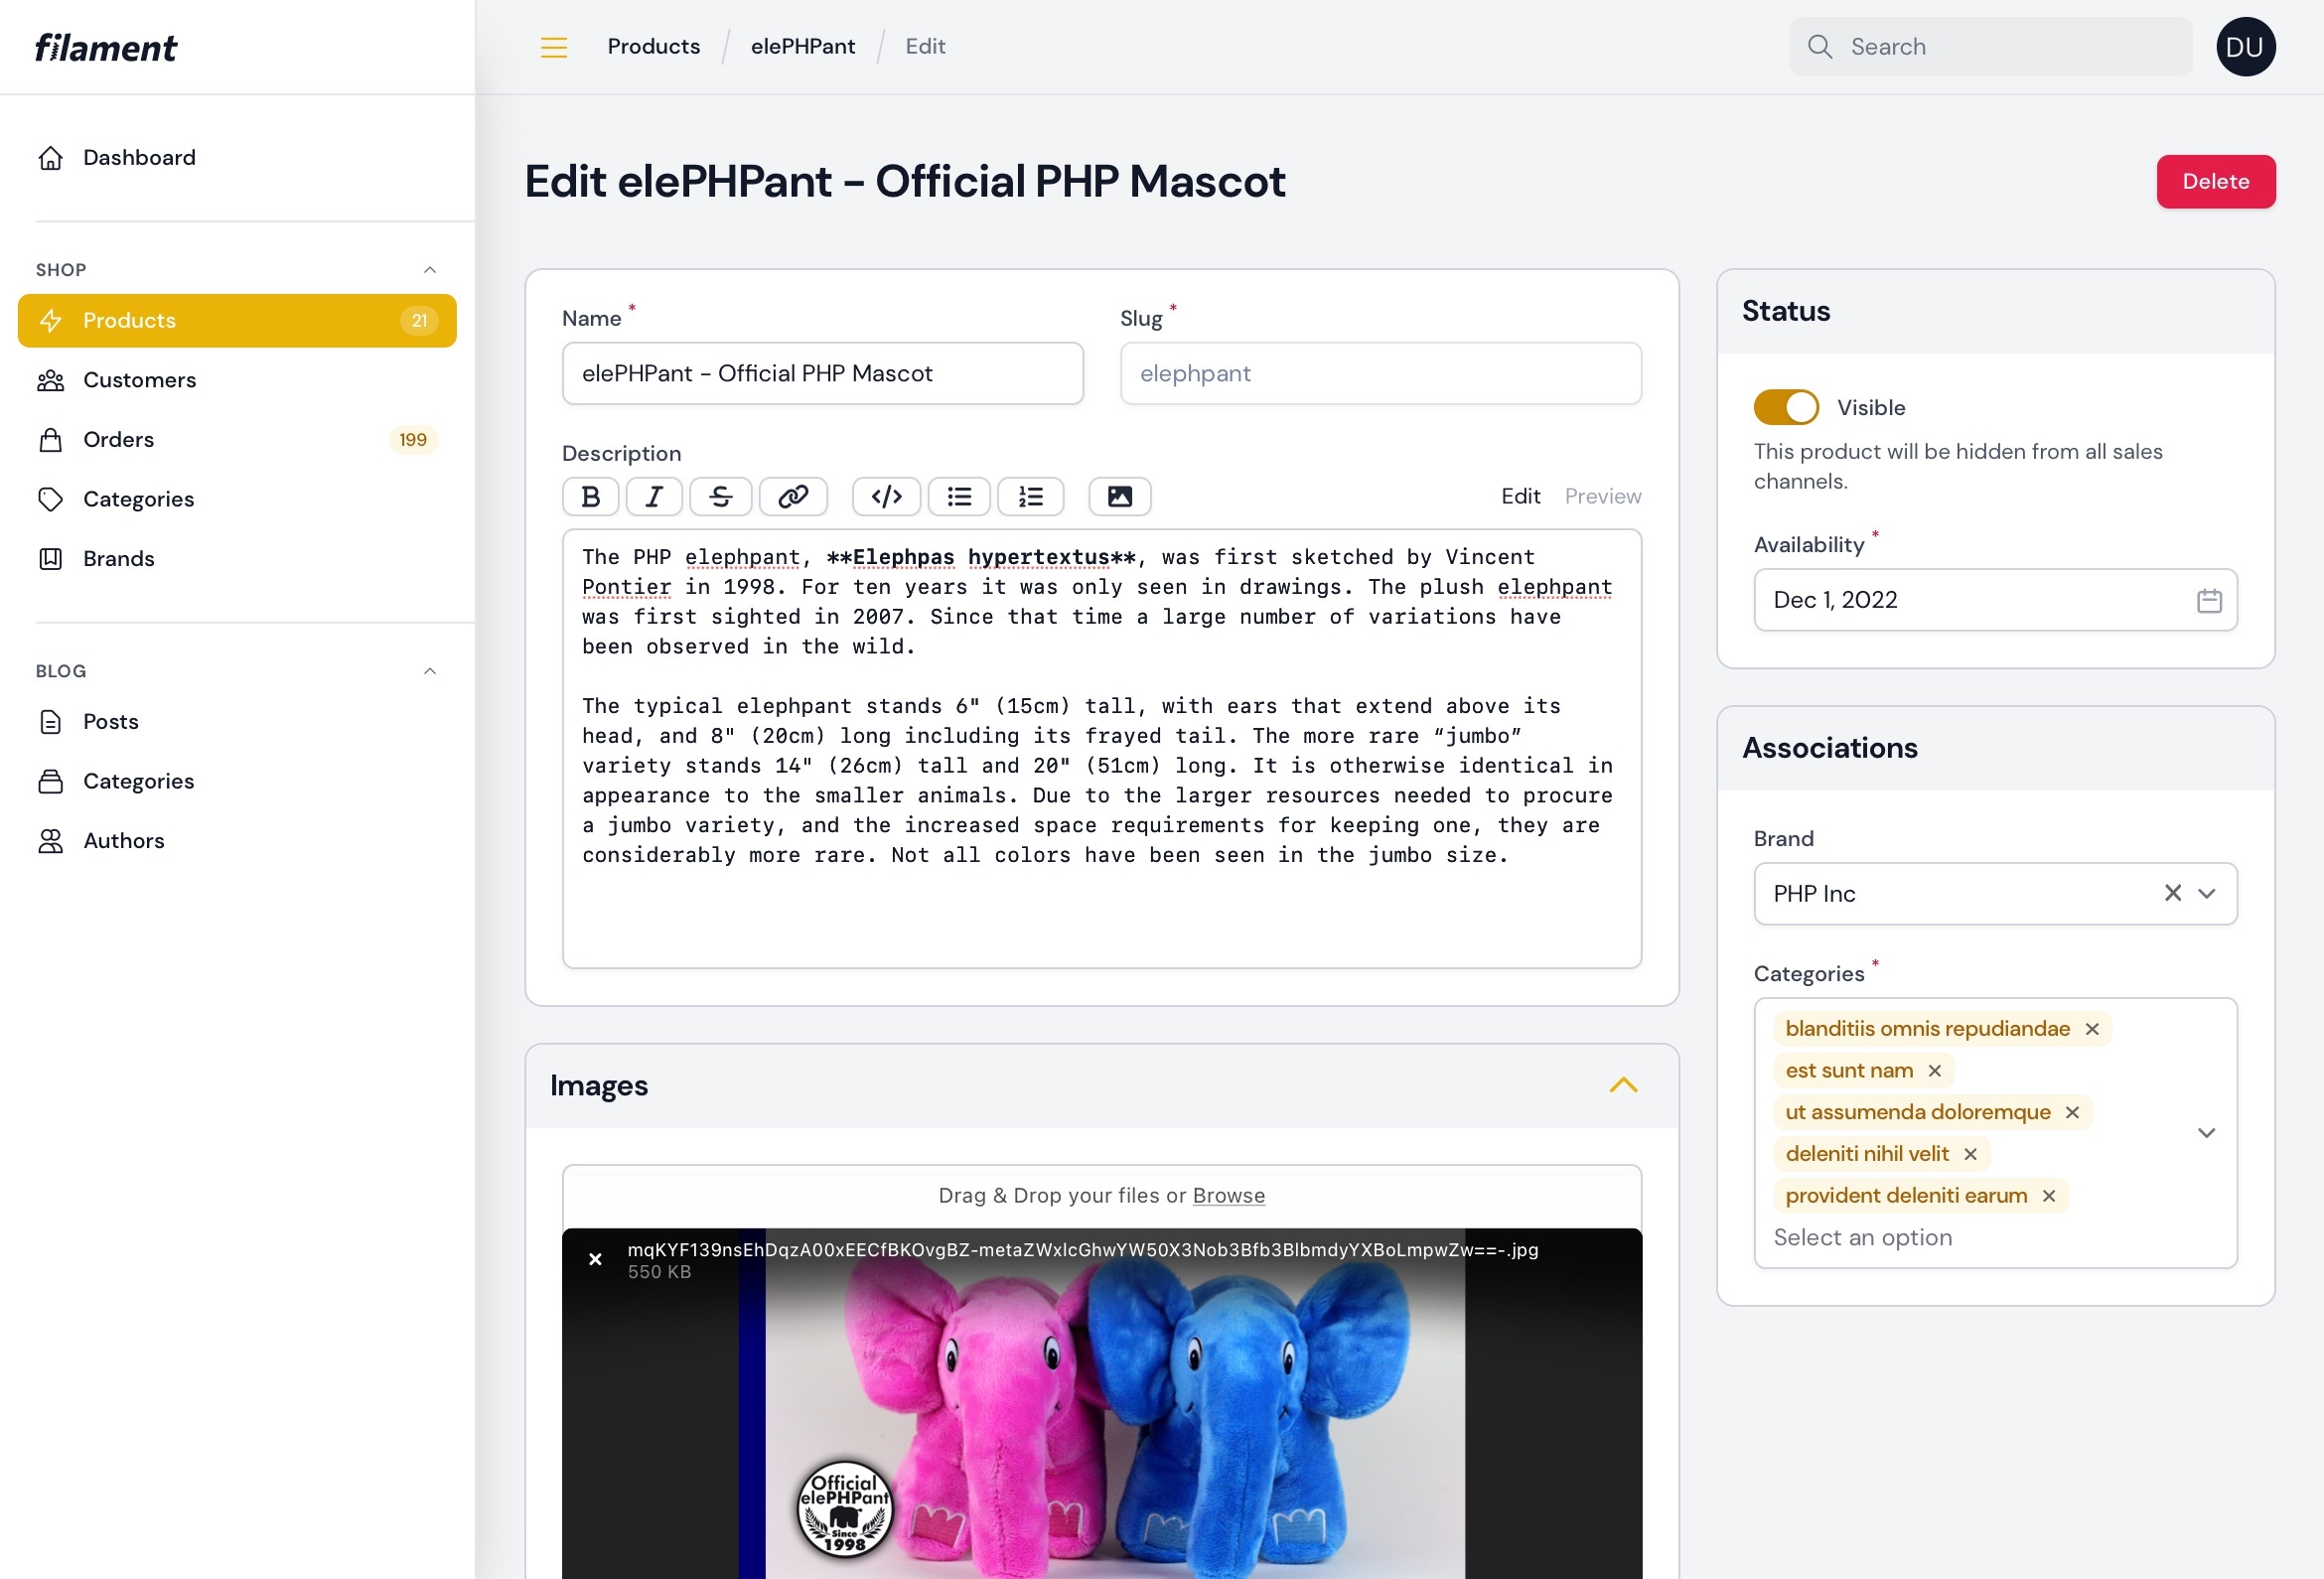 filament
Products / elePHPant / Edit
Search
DU
Dashboard
SHOP
Products 21
Customers
Orders 199
Categories
Brands
BLOG
Posts
Categories
Authors
Edit elePHPant - Official PHP Mascot
Delete
Name *
elePHPant - Official PHP Mascot
Slug *
elephpant
Description
B I S </>
Edit Preview
The PHP elephpant, **Elephpas hypertextus**, was first sketched by Vincent
Pontier in 1998. For ten years it was only seen in drawings. The plush elephpant
was first sighted in 2007. Since that time a large number of variations have
been observed in the wild.
The typical elephpant stands 6" (15cm) tall, with ears that extend above its
head, and 8" (20cm) long including its frayed tail. The more rare “jumbo”
variety stands 14" (26cm) tall and 20" (51cm) long. It is otherwise identical in
appearance to the smaller animals. Due to the larger resources needed to procure
a jumbo variety, and the increased space requirements for keeping one, they are
considerably more rare. Not all colors have been seen in the jumbo size.
Images
Drag & Drop your files or Browse
mqKYF139nsEhDqzA00xEECfBKOvgBZ-metaZWxlcGhwYW50X3Nob3Bfb3BlbmdyYXBoLmpwZw==-.jpg
550 KB
Official
elePHPant
Since
1998
Status
Visible
This product will be hidden from all sales
channels.
Availability *
Dec 1, 2022
Associations
Brand
PHP Inc
Categories *
blanditiis omnis repudiandae
est sunt nam
ut assumenda doloremque
deleniti nihil velit
provident deleniti earum
Select an option